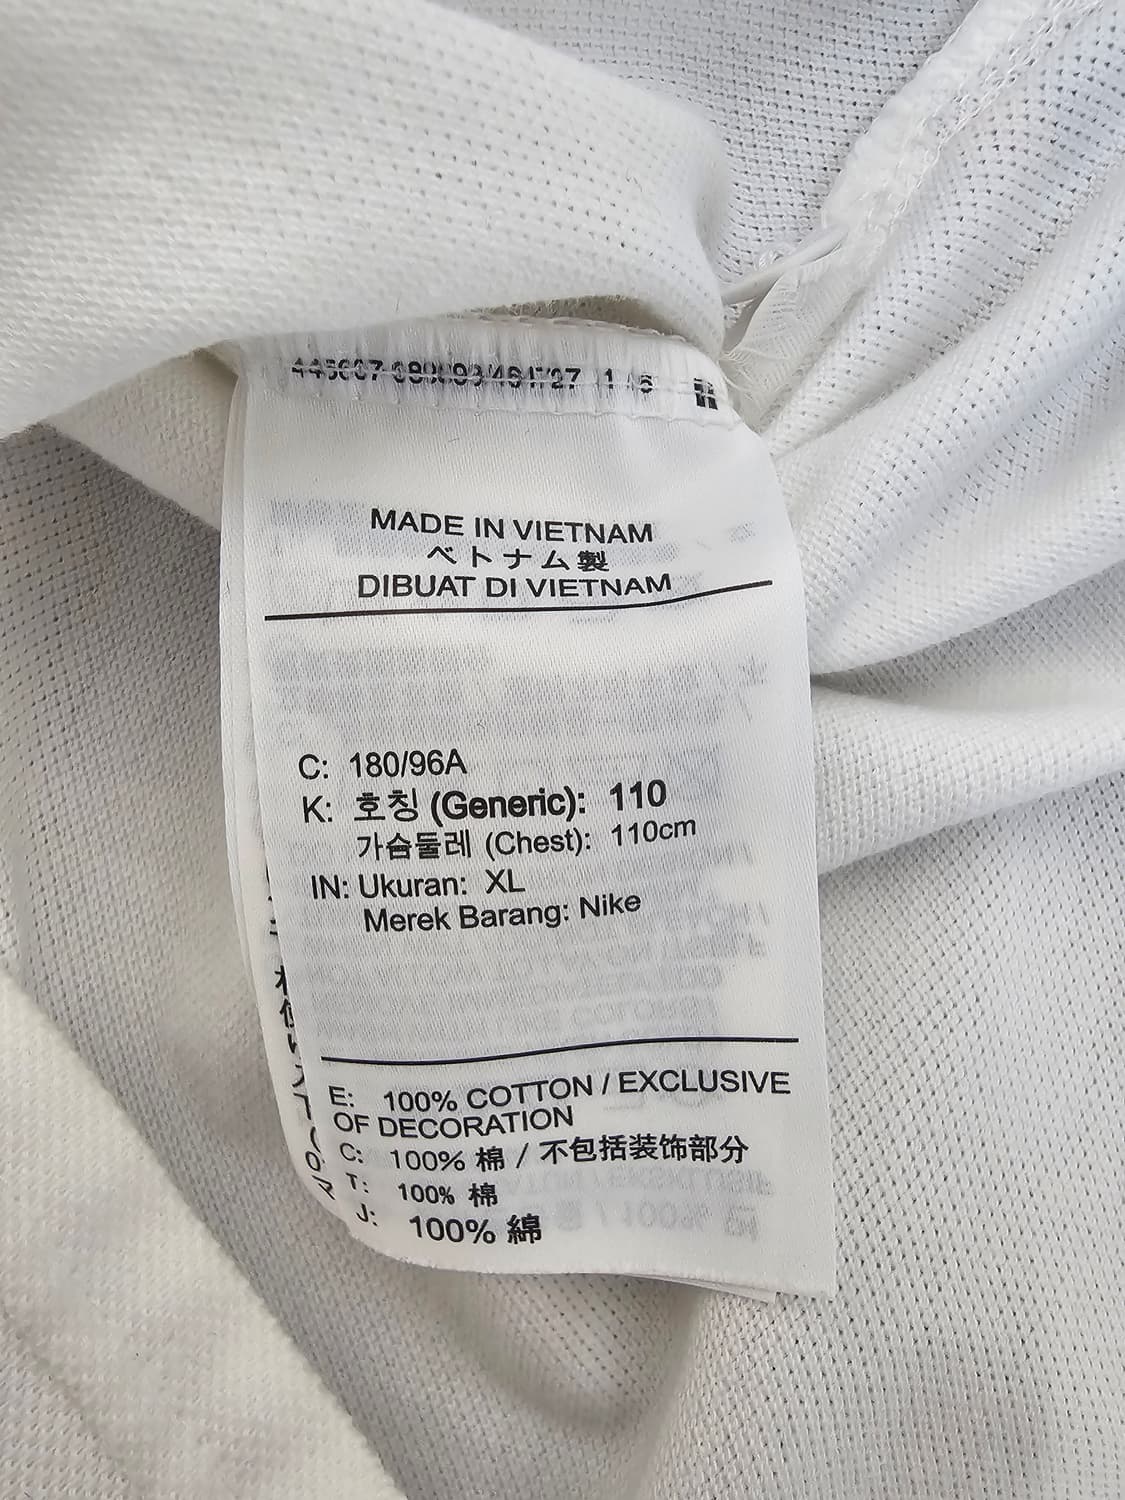 MADE IN VIETNAM
ベトナム製
DIBUAT DI VIETNAM
C: 180/96A
K: 호칭 (Generic): 110
가슴둘레 (Chest): 110cm
IN: Ukuran: XL
Merek Barang: Nike
E: 100% COTTON / EXCLUSIVE
OF DECORATION
C: 100% 棉 / 不包括装饰部分
T: 100% 棉
J: 100% 綿